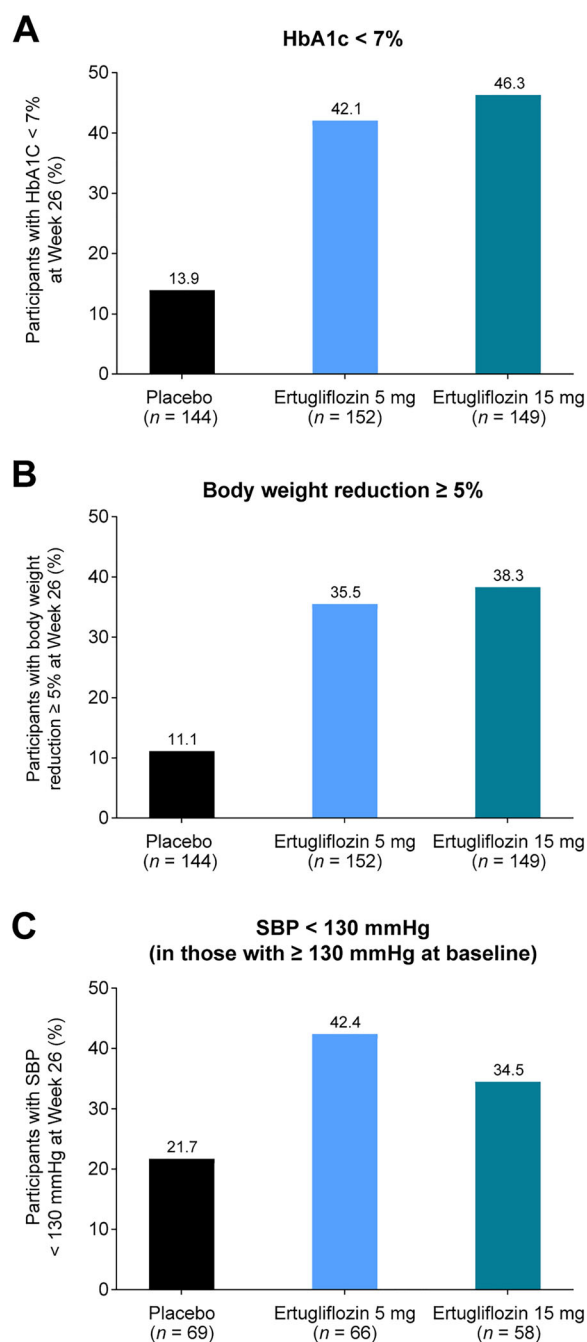 A
HbA1c < 7%
Participants with HbA1C < 7%
at Week 26 (%)
50
40
30
20
10
0
13.9
42.1
46.3
Placebo
(n = 144)
Ertugliflozin 5 mg
(n = 152)
Ertugliflozin 15 mg
(n = 149)
B
Body weight reduction ≥ 5%
Participants with body weight
reduction ≥ 5% at Week 26 (%)
50
40
30
20
10
0
11.1
35.5
38.3
Placebo
(n = 144)
Ertugliflozin 5 mg
(n = 152)
Ertugliflozin 15 mg
(n = 149)
C
SBP < 130 mmHg
(in those with ≥ 130 mmHg at baseline)
Participants with SBP
< 130 mmHg at Week 26 (%)
50
40
30
20
10
0
21.7
42.4
34.5
Placebo
(n = 69)
Ertugliflozin 5 mg
(n = 66)
Ertugliflozin 15 mg
(n = 58)